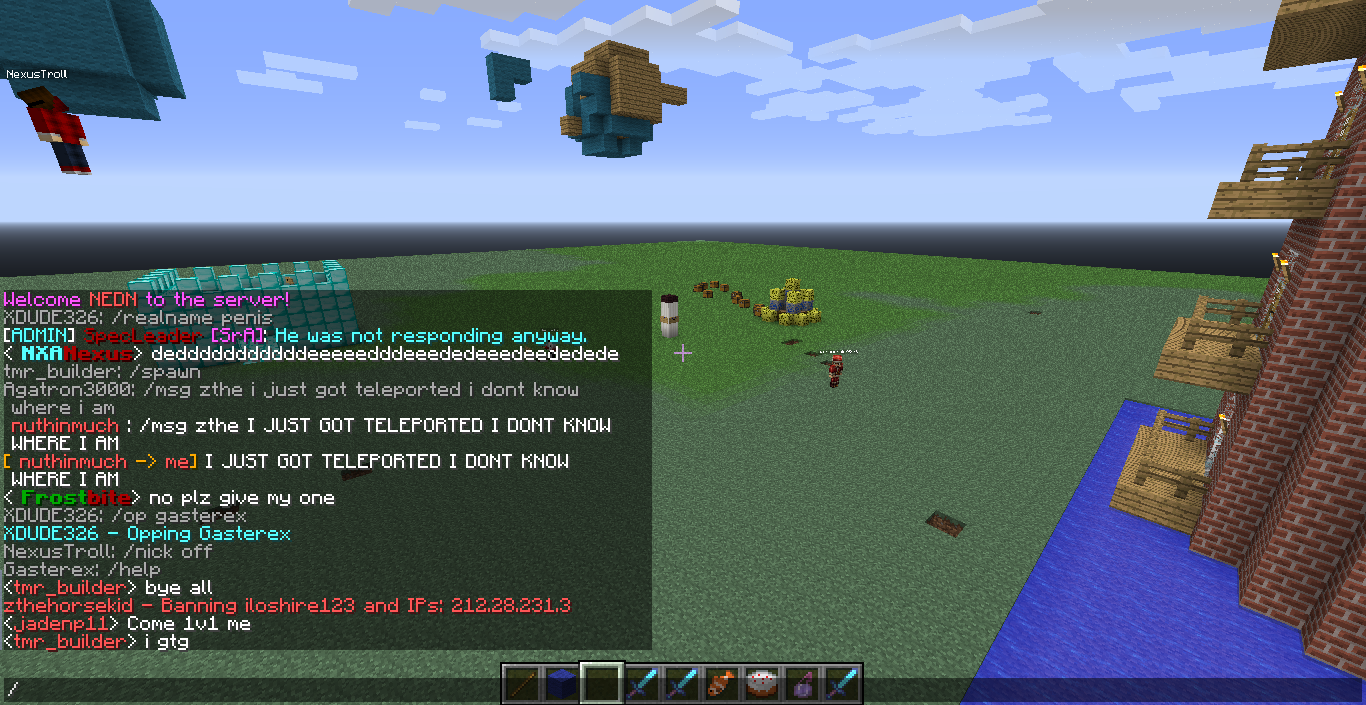 NexusTroll
Welcome NEDN to the server!
XDUDE326: /realname penis
[ADMIN] SpecLeader [SrA]: He was not responding anyway.
< NXANexus> dedddddddddddeeeeedddeeededeeedeedededede
tmr_builder: /spawn
Agatron3000: /msg zthe i just got teleported i dont know
where i am
nuthinmuch : /msg zthe I JUST GOT TELEPORTED I DONT KNOW
WHERE I AM
[ nuthinmuch -> me] I JUST GOT TELEPORTED I DONT KNOW
WHERE I AM
< Frostbite> no plz give my one
XDUDE326: /op gasterex
XDUDE326 - Opping Gasterex
NexusTroll: /nick off
Gasterex: /help
<tmr_builder> bye all
zthehorsekid - Banning iloshire123 and IPs: 212.28.231.3
<jadenp11> Come 1v1 me
<tmr_builder> i gtg
/